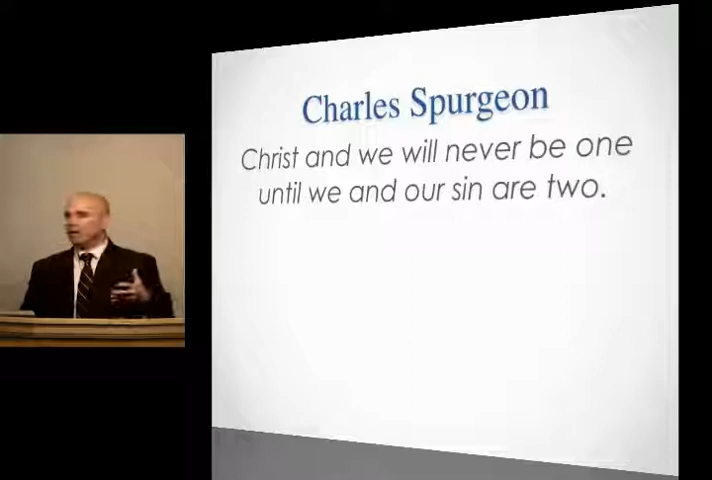 Charles Spurgeon
Christ and we will never be one
until we and our sin are two.